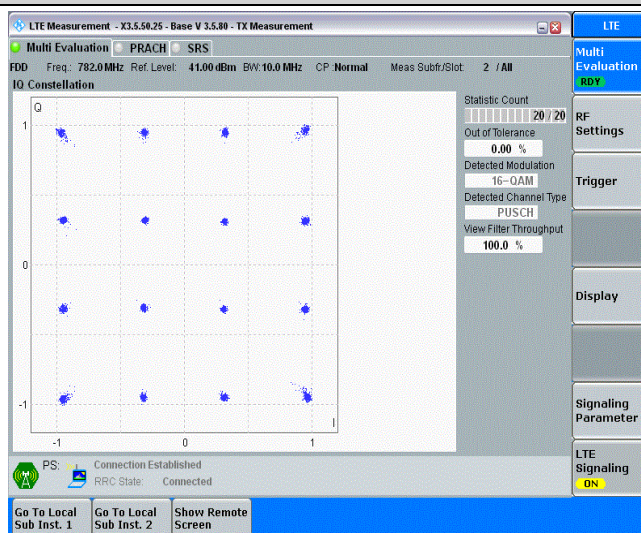 LTE Measurement - X3.5.50.25 - Base V 3.5.80 - TX Measurement
LTE
Multi Evaluation PRACH SRS
FDD Freq.: 782.0 MHz Ref. Level: 41.00 dBm BW: 10.0 MHz CP :Normal Meas Subfr./Slot: 2 / All
IQ Constellation
Q
1
0
-1
-1 0 1
I
Statistic Count
20 / 20
Out of Tolerance
0.00 %
Detected Modulation
16-QAM
Detected Channel Type
PUSCH
View Filter Throughput
100.0 %
Multi
Evaluation
RDY
RF
Settings
Trigger
Display
Signaling
Parameter
LTE
Signaling
ON
PS: Connection Established
RRC State: Connected
Go To Local
Sub Inst. 1
Go To Local
Sub Inst. 2
Show Remote
Screen